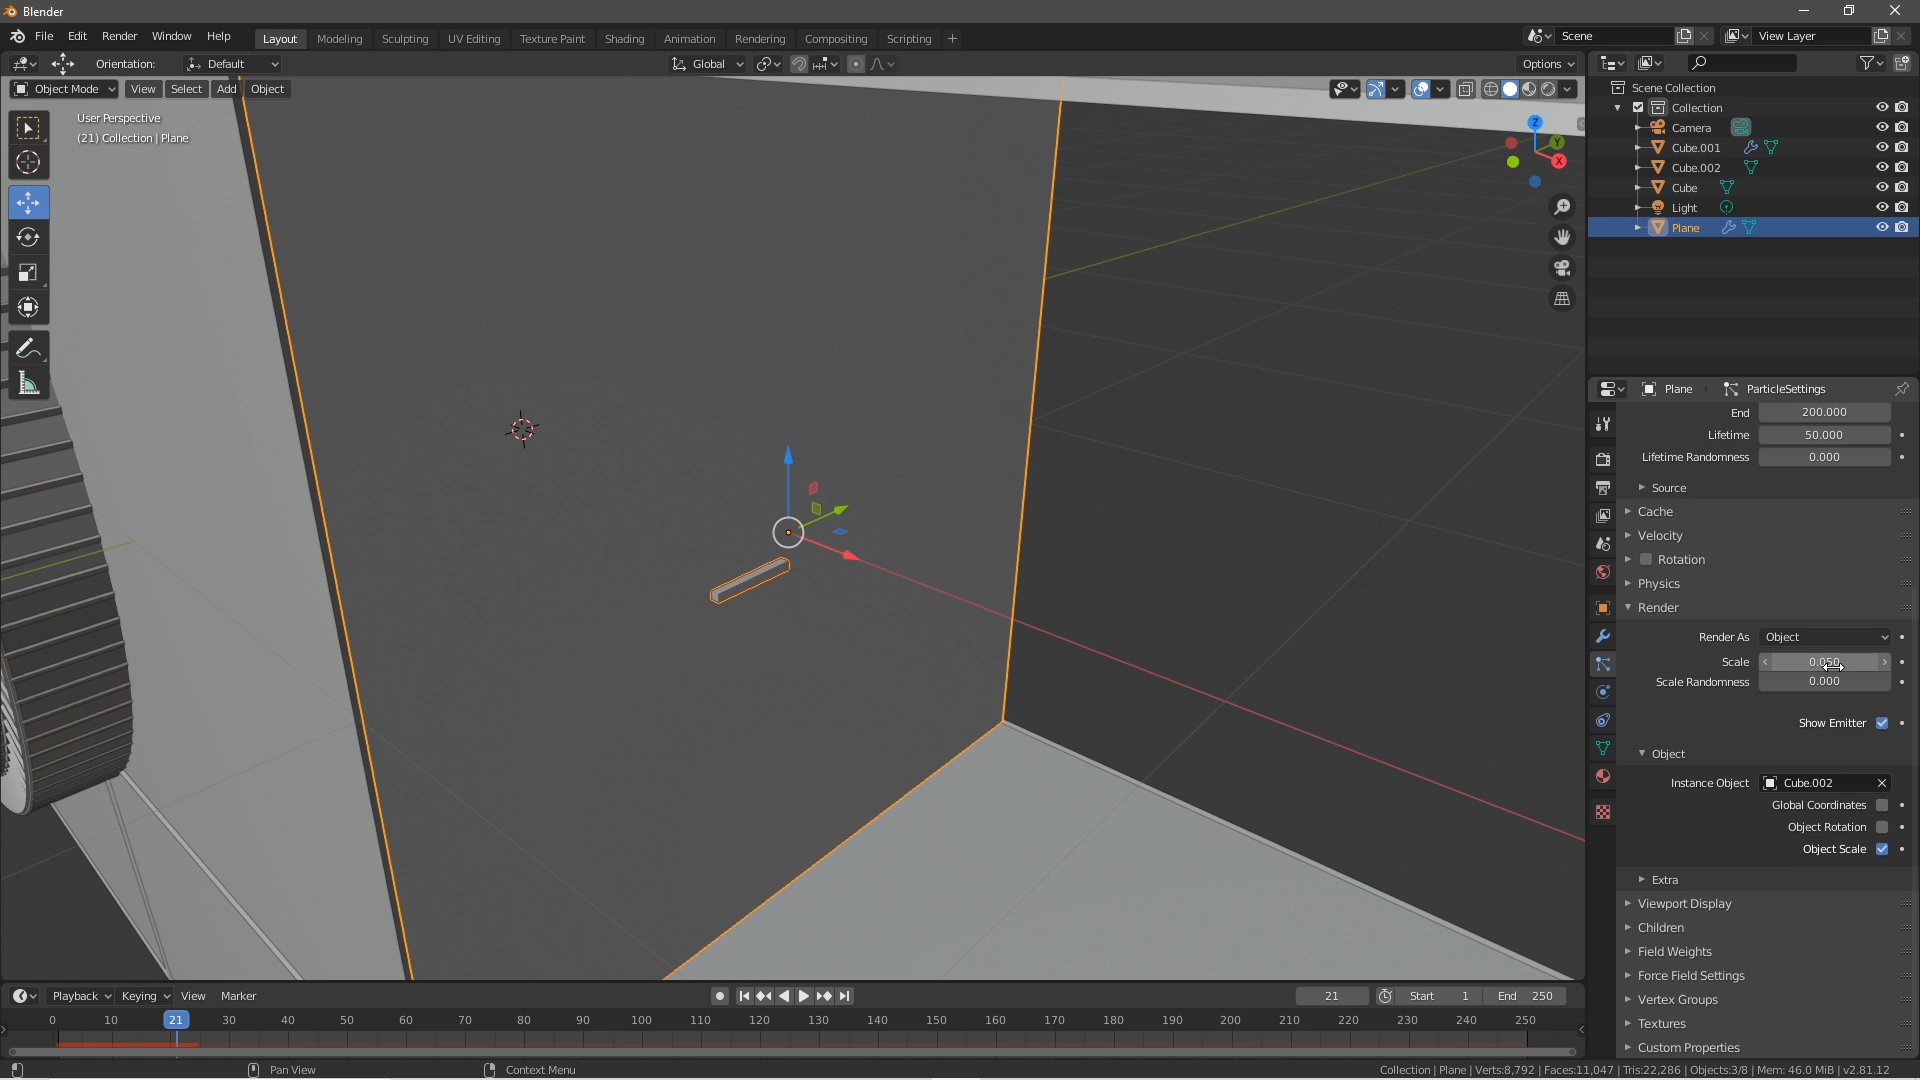 Blender
File Edit Render Window Help Layout Modeling Sculpting UV Editing Texture Paint Shading Animation Rendering Compositing Scripting + Scene View Layer
Orientation: Default Global Options
Object Mode View Select Add Object
User Perspective
(21) Collection | Plane
Z
Y
X
Scene Collection
Collection
Camera
Cube.001
Cube.002
Cube
Light
Plane
Plane ParticleSettings
End 200.000
Lifetime 50.000
Lifetime Randomness 0.000
Source
Cache
Velocity
Rotation
Physics
Render
Render As Object
Scale 0.050
Scale Randomness 0.000
Show Emitter
Object
Instance Object Cube.002
Global Coordinates
Object Rotation
Object Scale
Extra
Viewport Display
Children
Field Weights
Force Field Settings
Vertex Groups
Textures
Custom Properties
Playback Keying View Marker 21 Start 1 End 250
0 10 21 30 40 50 60 70 80 90 100 110 120 130 140 150 160 170 180 190 200 210 220 230 240 250
Pan View Context Menu Collection | Plane | Verts:8,792 | Faces:11,047 | Tris:22,286 | Objects:3/8 | Mem: 46.0 MiB | v2.81.12